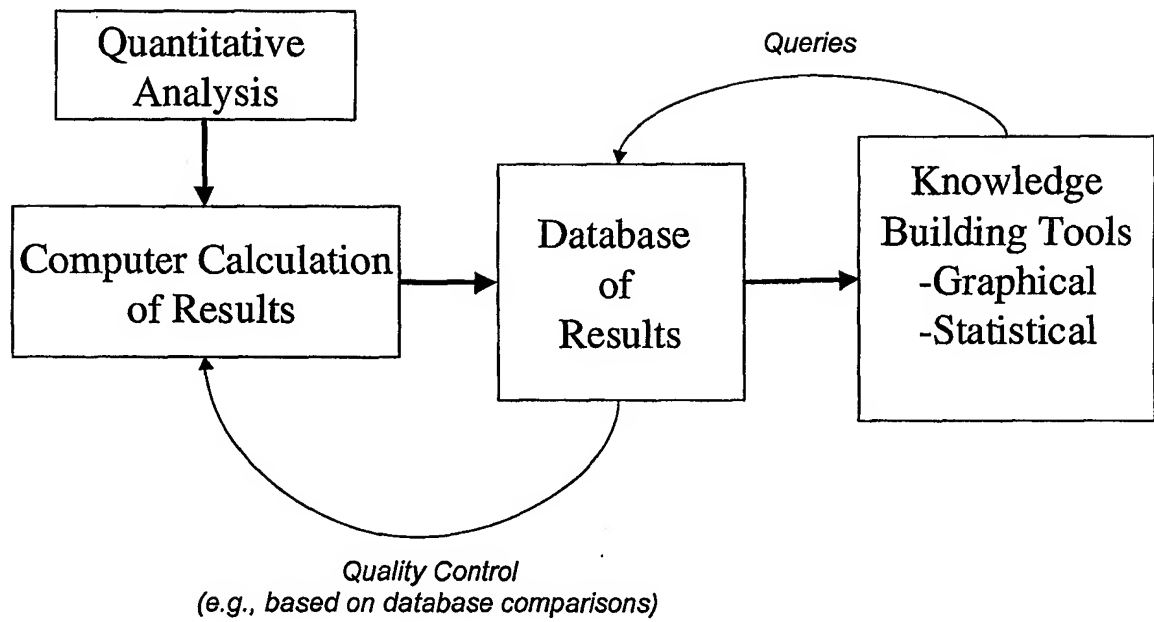 Quantitative
Analysis
Queries
Computer Calculation
of Results
Database
of
Results
Knowledge
Building Tools
-Graphical
-Statistical
Quality Control
(e.g., based on database comparisons)